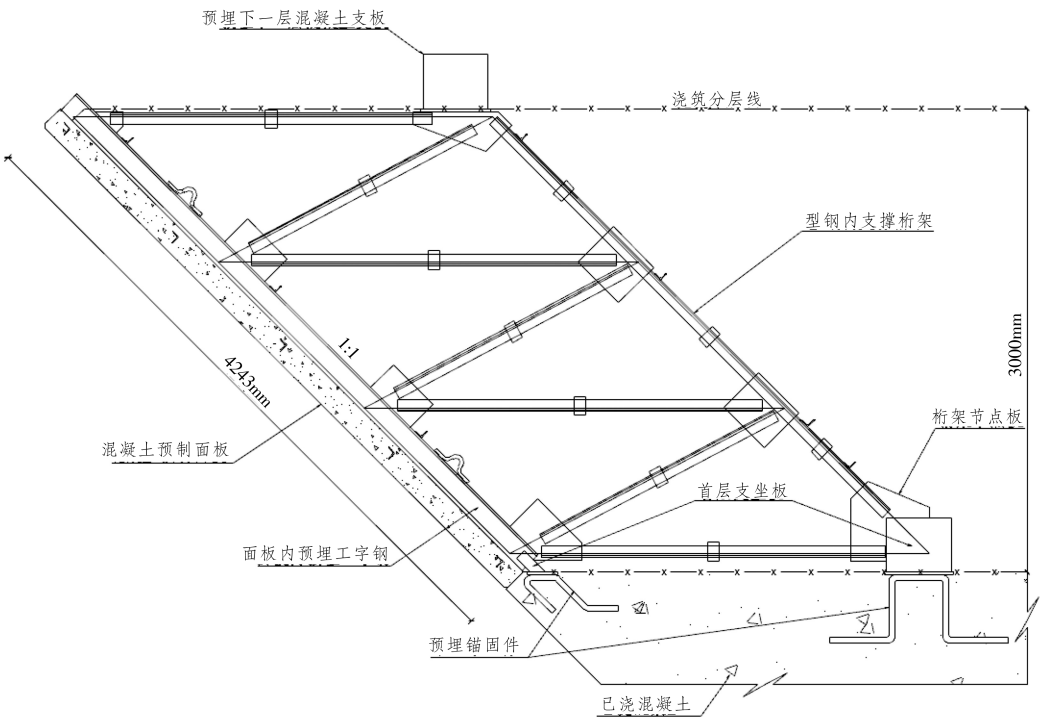 预埋下一层混凝土支板
浇筑分层线
型钢内支撑桁架
1:1
3000mm
4243mm
桁架节点板
混凝土预制面板
首层支坐板
面板内预埋工字钢
预埋锚固件
已浇混凝土